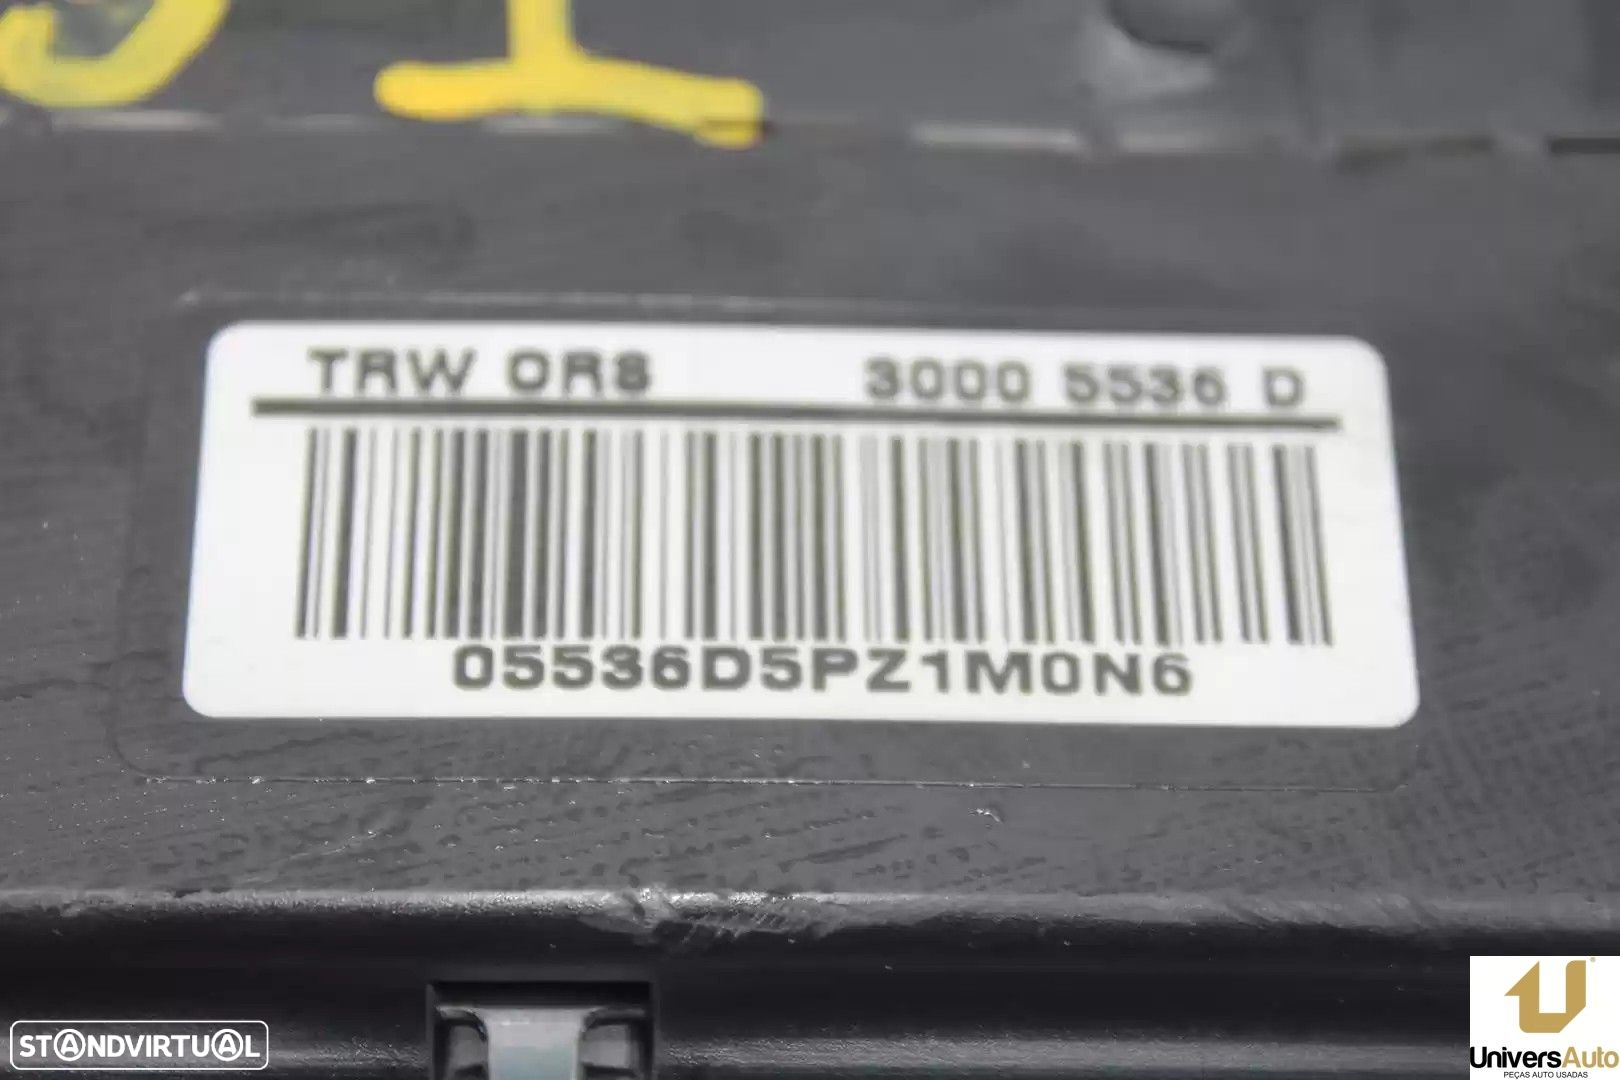 TRW ORS 3000 5536 D
05536D5PZ1M0N6
STANDVIRTUAL
UniversAuto
PEÇAS AUTO USADAS